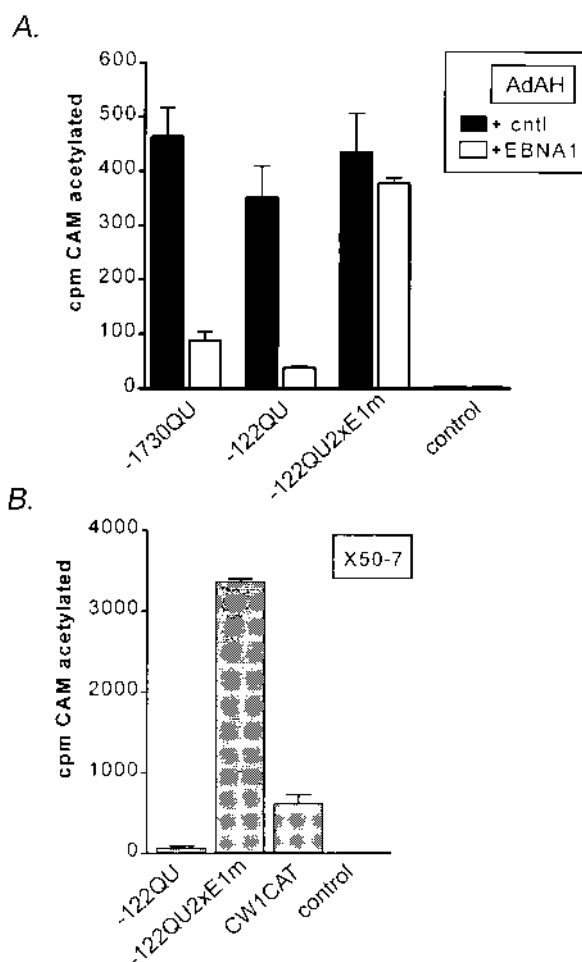 A.
600
500
400
300
200
100
0
cpm CAM acetylated
AdAH
+ cntl
+EBNA1
-1730QU
-122QU
-122QU2xE1m
control
B.
4000
3000
2000
1000
0
cpm CAM acetylated
X50-7
-122QU
-122QU2xE1m
CW1CAT
control